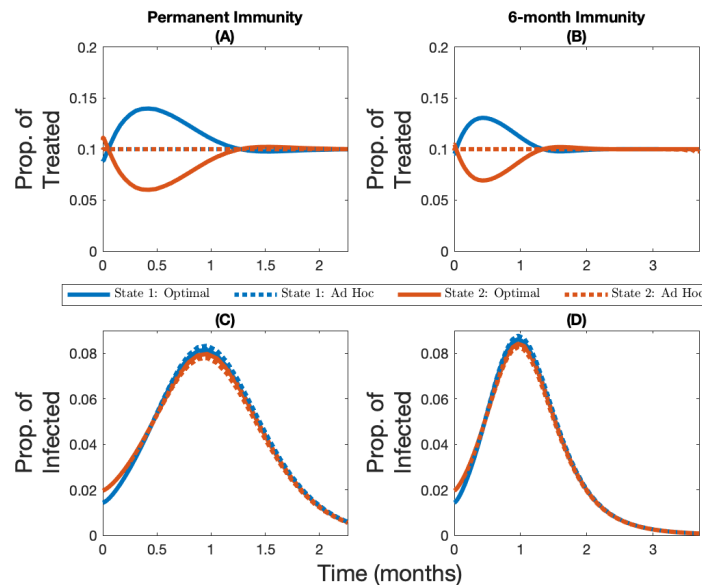 Permanent Immunity
(A)
6-month Immunity
(B)
Prop. of
Treated
0.2
0.15
0.1
0.05
0
0
0.5
1
1.5
2
Prop. of
Treated
0.2
0.15
0.1
0.05
0
0
1
2
3
State 1: Optimal
State 1: Ad Hoc
State 2: Optimal
State 2: Ad Hoc
(C)
(D)
Prop. of
Infected
0.08
0.06
0.04
0.02
0
0
0.5
1
1.5
2
Prop. of
Infected
0.08
0.06
0.04
0.02
0
0
1
2
3
Time (months)